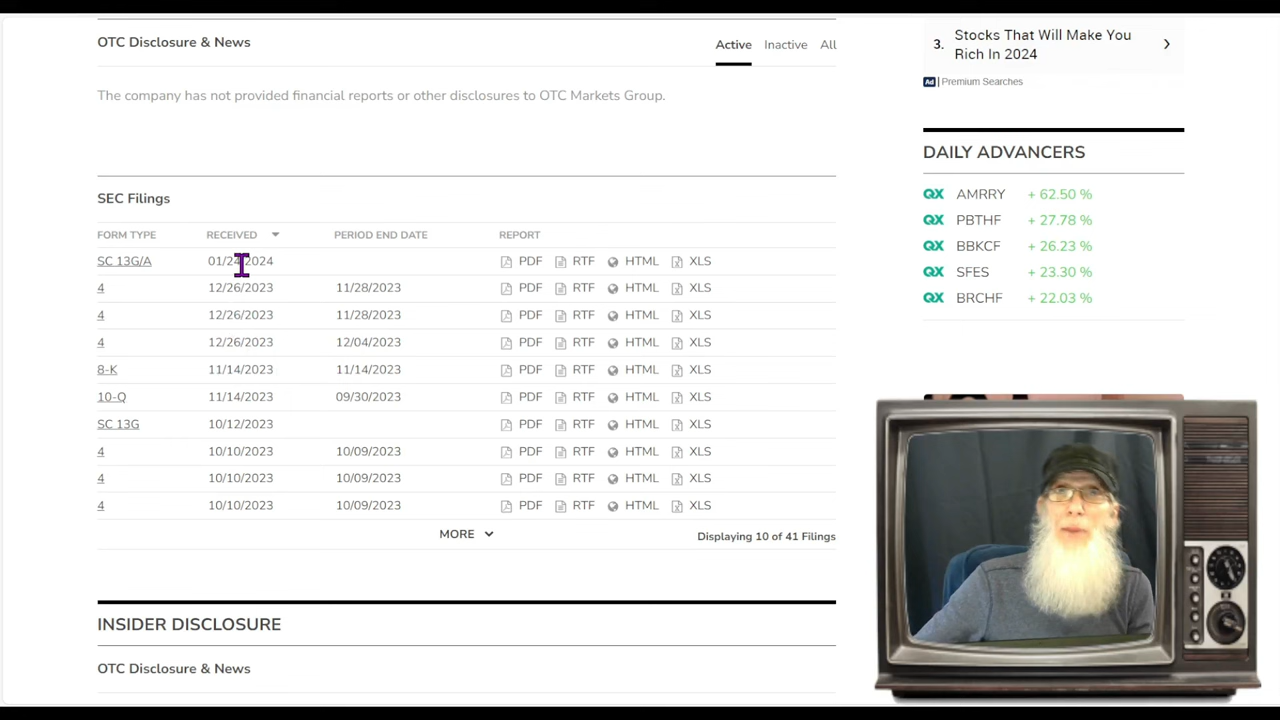 OTC Disclosure & News
Active Inactive All
The company has not provided financial reports or other disclosures to OTC Markets Group.
SEC Filings
FORM TYPE RECEIVED PERIOD END DATE REPORT
SC 13G/A 01/24/2024 PDF RTF HTML XLS
4 12/26/2023 11/28/2023 PDF RTF HTML XLS
4 12/26/2023 11/28/2023 PDF RTF HTML XLS
4 12/26/2023 12/04/2023 PDF RTF HTML XLS
8-K 11/14/2023 11/14/2023 PDF RTF HTML XLS
10-Q 11/14/2023 09/30/2023 PDF RTF HTML XLS
SC 13G 10/12/2023 PDF RTF HTML XLS
4 10/10/2023 10/09/2023 PDF RTF HTML XLS
4 10/10/2023 10/09/2023 PDF RTF HTML XLS
4 10/10/2023 10/09/2023 PDF RTF HTML XLS
MORE
Displaying 10 of 41 Filings
INSIDER DISCLOSURE
OTC Disclosure & News
3. Stocks That Will Make You
Rich In 2024
Ad | Premium Searches
DAILY ADVANCERS
QX AMRRY + 62.50 %
QX PBTHF + 27.78 %
QX BBKCF + 26.23 %
QX SFES + 23.30 %
QX BRCHF + 22.03 %